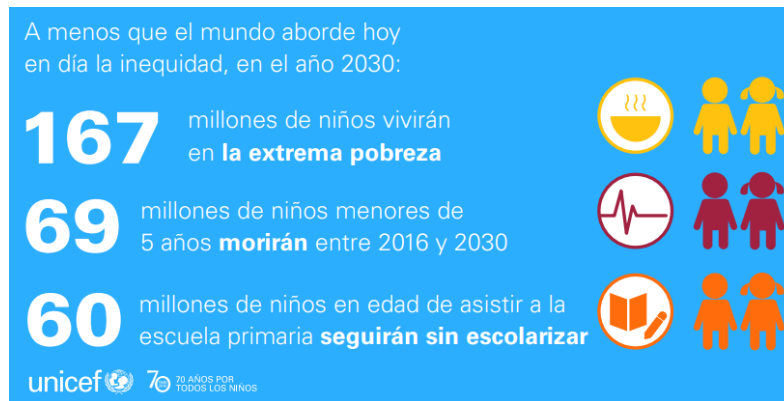 A menos que el mundo aborde hoy
en día la inequidad, en el año 2030:
167
millones de niños vivirán
en la extrema pobreza
69
millones de niños menores de
5 años morirán entre 2016 y 2030
60
millones de niños en edad de asistir a la
escuela primaria seguirán sin escolarizar
unicef 70 70 AÑOS POR
TODOS LOS NIÑOS